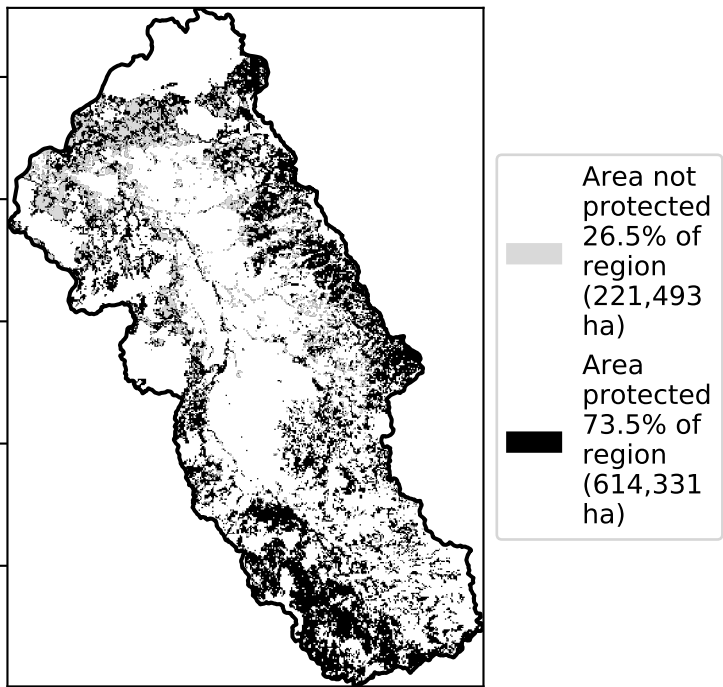 Area not
protected
26.5% of
region
(221,493
ha)
Area
protected
73.5% of
region
(614,331
ha)